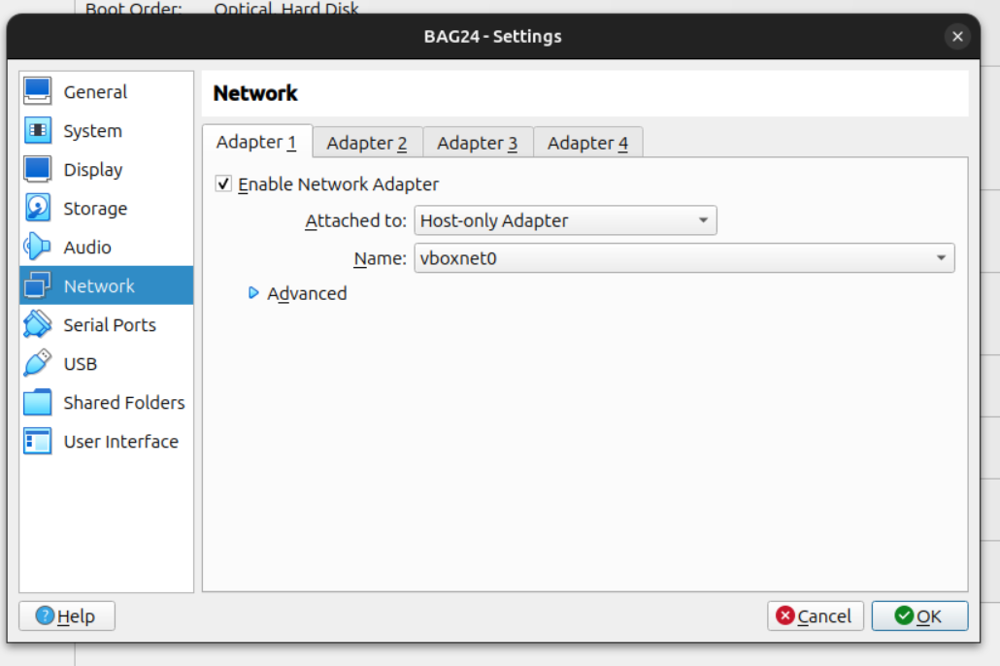 Boot Order: Optical, Hard Disk
BAG24 - Settings
General
System
Display
Storage
Audio
Network
Serial Ports
USB
Shared Folders
User Interface
Network
Adapter 1 Adapter 2 Adapter 3 Adapter 4
Enable Network Adapter
Attached to: Host-only Adapter
Name: vboxnet0
Advanced
Help Cancel OK